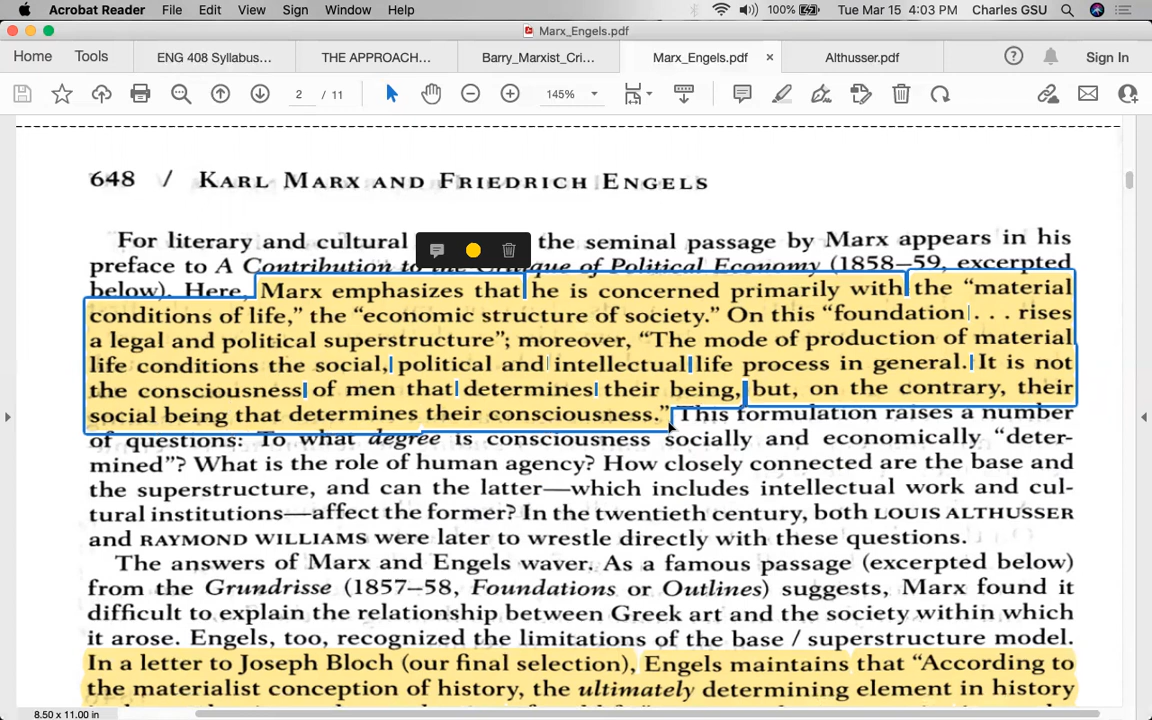 Acrobat Reader File Edit View Sign Window Help 100% Tue Mar 15 4:03 PM Charles GSU
Marx_Engels.pdf
Home Tools ENG 408 Syllabus... THE APPROACH... Barry_Marxist_Cri... Marx_Engels.pdf × Althusser.pdf ? Sign In
2 / 11 145%
648 / KARL MARX AND FRIEDRICH ENGELS
For literary and cultural the seminal passage by Marx appears in his
preface to A Contribution to the Critique of Political Economy (1858–59, excerpted
below). Here, Marx emphasizes that he is concerned primarily with the “material
conditions of life,” the “economic structure of society.” On this “foundation . . . rises
a legal and political superstructure”; moreover, “The mode of production of material
life conditions the social, political and intellectual life process in general. It is not
the consciousness of men that determines their being, but, on the contrary, their
social being that determines their consciousness.” This formulation raises a number
of questions: To what degree is consciousness socially and economically “deter-
mined”? What is the role of human agency? How closely connected are the base and
the superstructure, and can the latter—which includes intellectual work and cul-
tural institutions—affect the former? In the twentieth century, both LOUIS ALTHUSSER
and RAYMOND WILLIAMS were later to wrestle directly with these questions.
The answers of Marx and Engels waver. As a famous passage (excerpted below)
from the Grundrisse (1857–58, Foundations or Outlines) suggests, Marx found it
difficult to explain the relationship between Greek art and the society within which
it arose. Engels, too, recognized the limitations of the base / superstructure model.
In a letter to Joseph Bloch (our final selection), Engels maintains that “According to
the materialist conception of history, the ultimately determining element in history
8.50 x 11.00 in